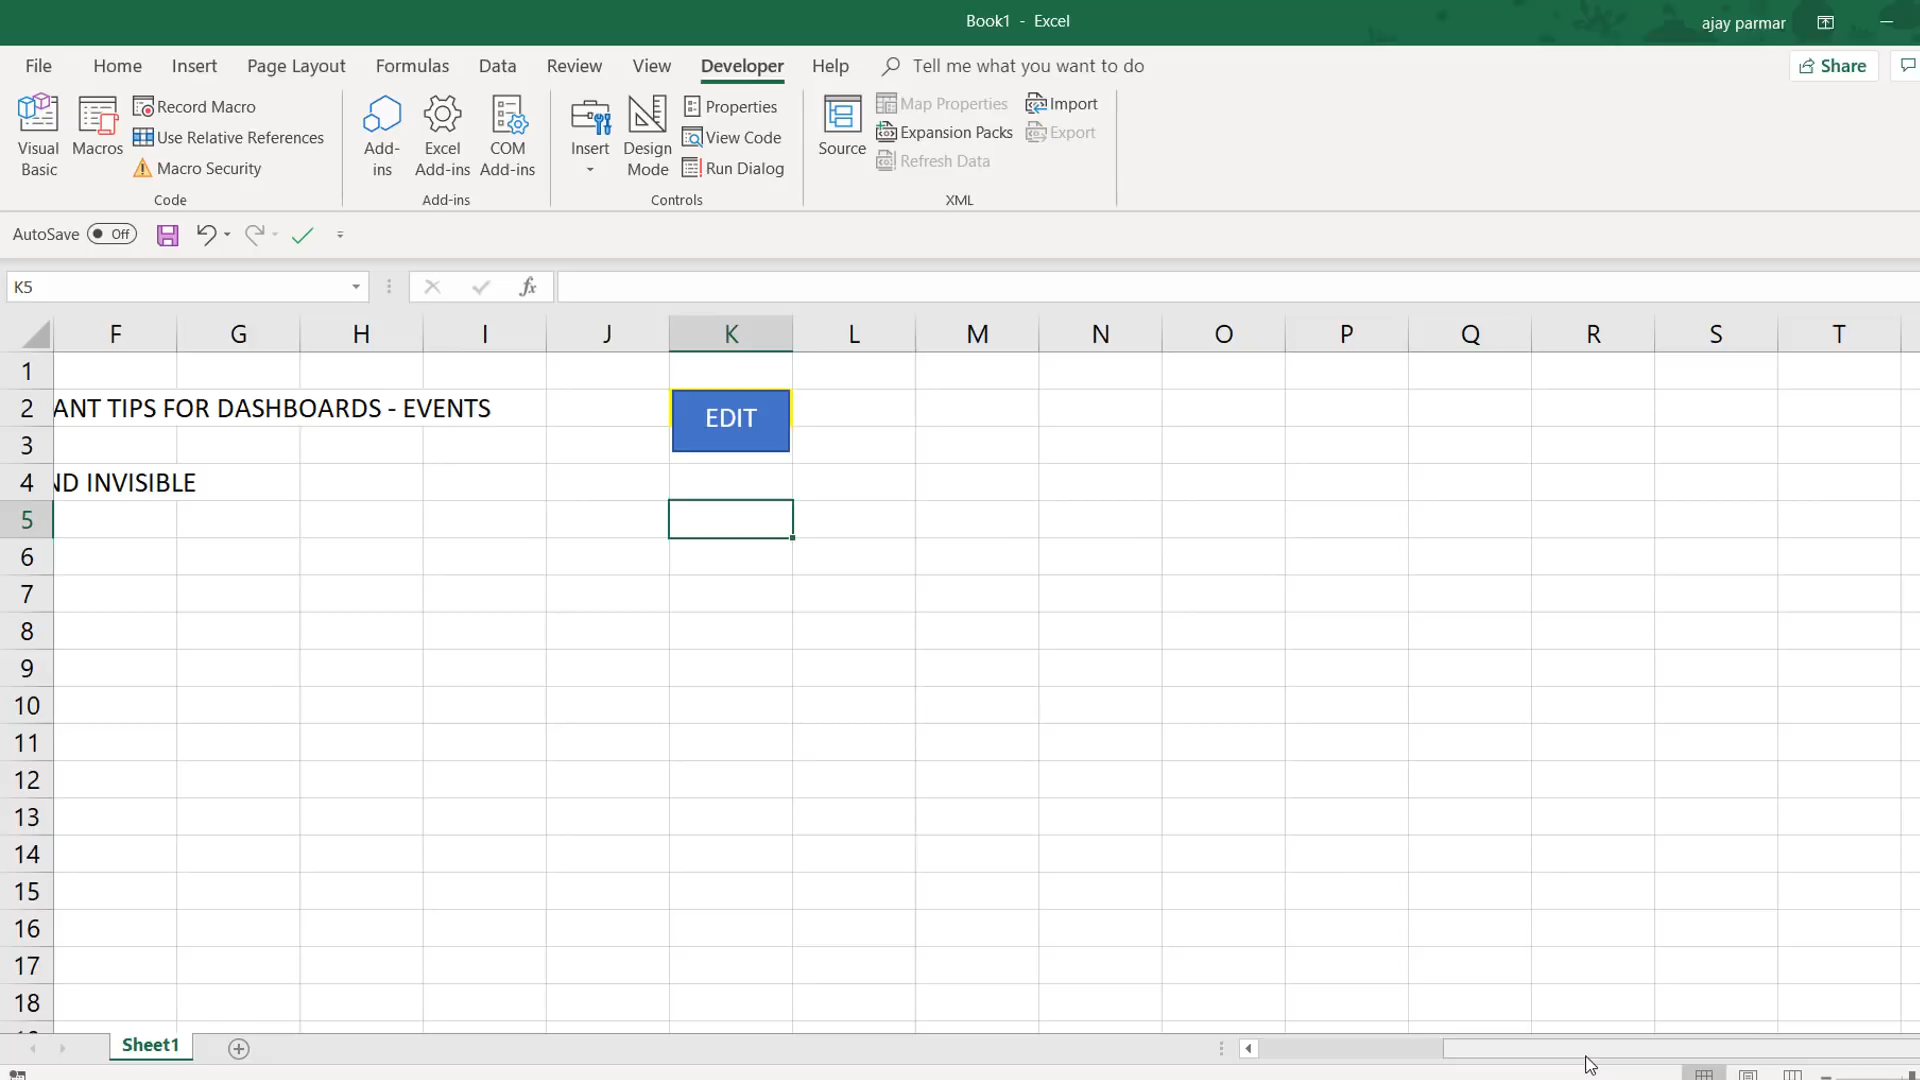 Book1 - Excel
ajay parmar
File Home Insert Page Layout Formulas Data Review View Developer Help Tell me what you want to do
Share
Visual Basic
Macros
Record Macro
Use Relative References
Macro Security
Code
Add-ins
Excel Add-ins
COM Add-ins
Add-ins
Insert
Design Mode
Properties
View Code
Run Dialog
Controls
Source
Map Properties
Expansion Packs
Refresh Data
Import
Export
XML
AutoSave Off
K5
fx
F G H I J K L M N O P Q R S T
1
2 ANT TIPS FOR DASHBOARDS - EVENTS EDIT
3
4 ND INVISIBLE
5
6
7
8
9
10
11
12
13
14
15
16
17
18
Sheet1